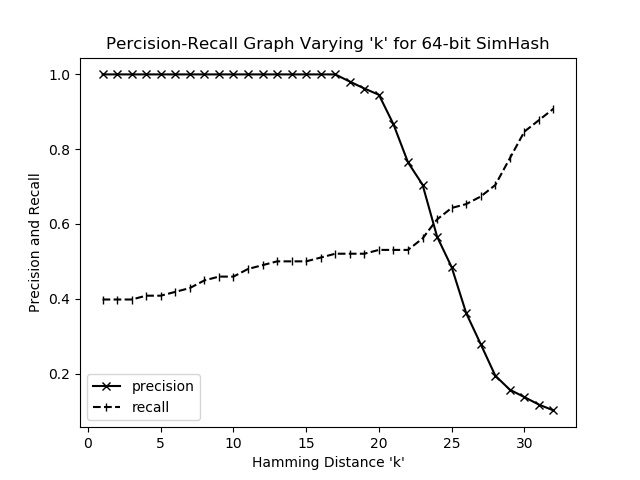 Percision-Recall Graph Varying 'k' for 64-bit SimHash
1.0
0.8
0.6
0.4
0.2
Precision and Recall
precision
recall
0 5 10 15 20 25 30
Hamming Distance 'k'